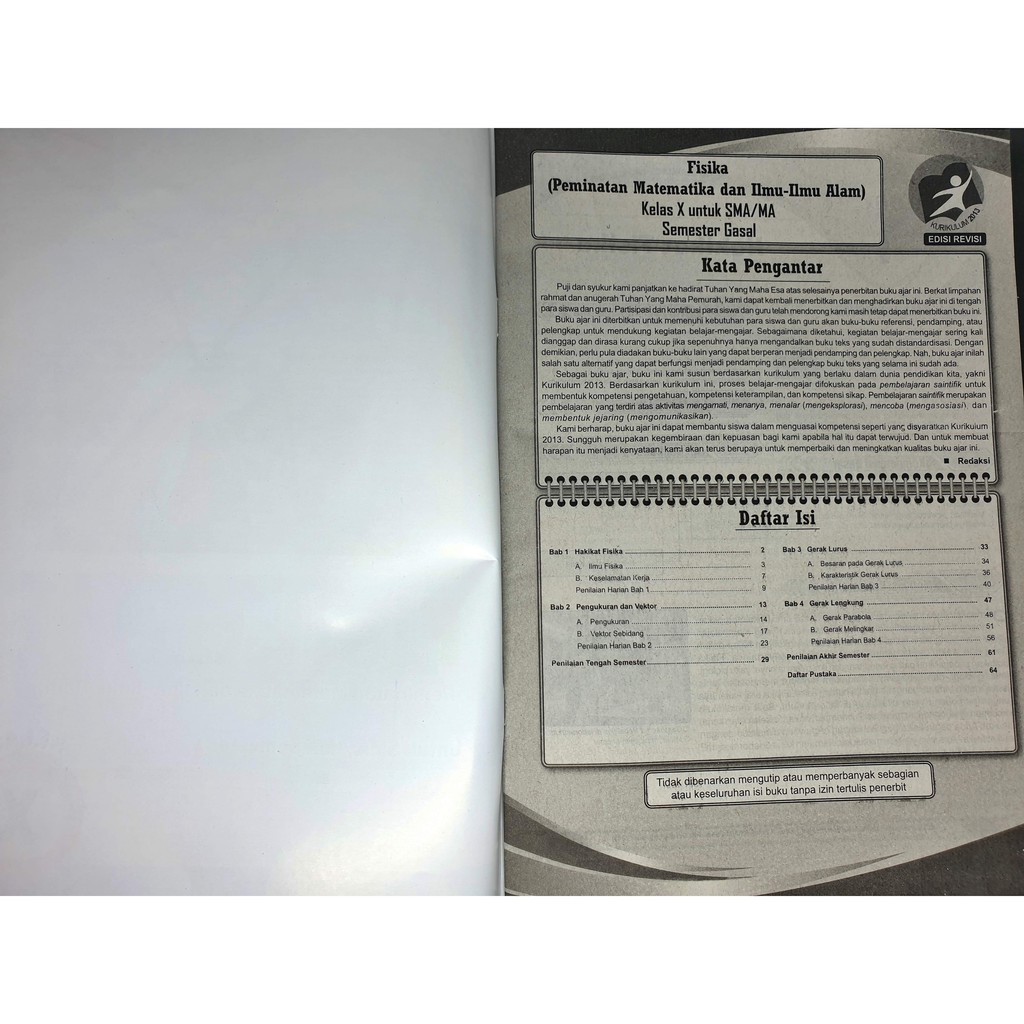 Fisika
(Peminatan Matematika dan Ilmu-Ilmu Alam)
Kelas X untuk SMA/MA
Semester Gasal
KURIKULUM 2013
EDISI REVISI
Kata Pengantar
Puji dan syukur kami panjatkan ke hadirat Tuhan Yang Maha Esa atas selesainya penerbitan buku ajar ini. Berkat limpahan
rahmat dan anugerah Tuhan Yang Maha Pemurah, kami dapat kembali menerbitkan dan menghadirkan buku ajar ini di tengah
para siswa dan guru. Partisipasi dan kontribusi para siswa dan guru telah mendorong kami masih tetap dapat menerbitkan buku ini.
Buku ajar ini diterbitkan untuk memenuhi kebutuhan para siswa dan guru akan buku-buku referensi, pendamping, atau
pelengkap untuk mendukung kegiatan belajar-mengajar. Sebagaimana diketahui, kegiatan belajar-mengajar sering kali
dianggap dan dirasa kurang cukup jika sepenuhnya hanya mengandalkan buku teks yang sudah distandardisasi. Dengan
demikian, perlu pula diadakan buku-buku lain yang dapat berperan menjadi pendamping dan pelengkap. Nah, buku ajar inilah
salah satu alternatif yang dapat berfungsi menjadi pendamping dan pelengkap buku teks yang selama ini sudah ada.
Sebagai buku ajar, buku ini kami susun berdasarkan kurikulum yang berlaku dalam dunia pendidikan kita, yakni
Kurikulum 2013. Berdasarkan kurikulum ini, proses belajar-mengajar difokuskan pada pembelajaran saintifik untuk
membentuk kompetensi pengetahuan, kompetensi keterampilan, dan kompetensi sikap. Pembelajaran saintifik merupakan
pembelajaran yang terdiri atas aktivitas mengamati, menanya, menalar (mengeksplorasi), mencoba (mengasosiasi), dan
membentuk jejaring (mengomunikasikan).
Kami berharap, buku ajar ini dapat membantu siswa dalam menguasai kompetensi seperti yang disyaratkan Kurikulum
2013. Sungguh merupakan kegembiraan dan kepuasan bagi kami apabila hal itu dapat terwujud. Dan untuk membuat
harapan itu menjadi kenyataan, kami akan terus berupaya untuk memperbaiki dan meningkatkan kualitas buku ajar ini.
■ Redaksi
Daftar Isi
Bab 1 Hakikat Fisika ........ 2
A. Ilmu Fisika ........ 3
B. Keselamatan Kerja ........ 7
Penilaian Harian Bab 1 ........ 9
Bab 2 Pengukuran dan Vektor ........ 13
A. Pengukuran ........ 14
B. Vektor Sebidang ........ 17
Penilaian Harian Bab 2 ........ 23
Penilaian Tengah Semester ........ 29
Bab 3 Gerak Lurus ........ 33
A. Besaran pada Gerak Lurus ........ 34
B. Karakteristik Gerak Lurus ........ 36
Penilaian Harian Bab 3 ........ 40
Bab 4 Gerak Lengkung ........ 47
A. Gerak Parabola ........ 48
B. Gerak Melingkar ........ 51
Penilaian Harian Bab 4 ........ 56
Penilaian Akhir Semester ........ 61
Daftar Pustaka ........ 64
Tidak dibenarkan mengutip atau memperbanyak sebagian
atau keseluruhan isi buku tanpa izin tertulis penerbit